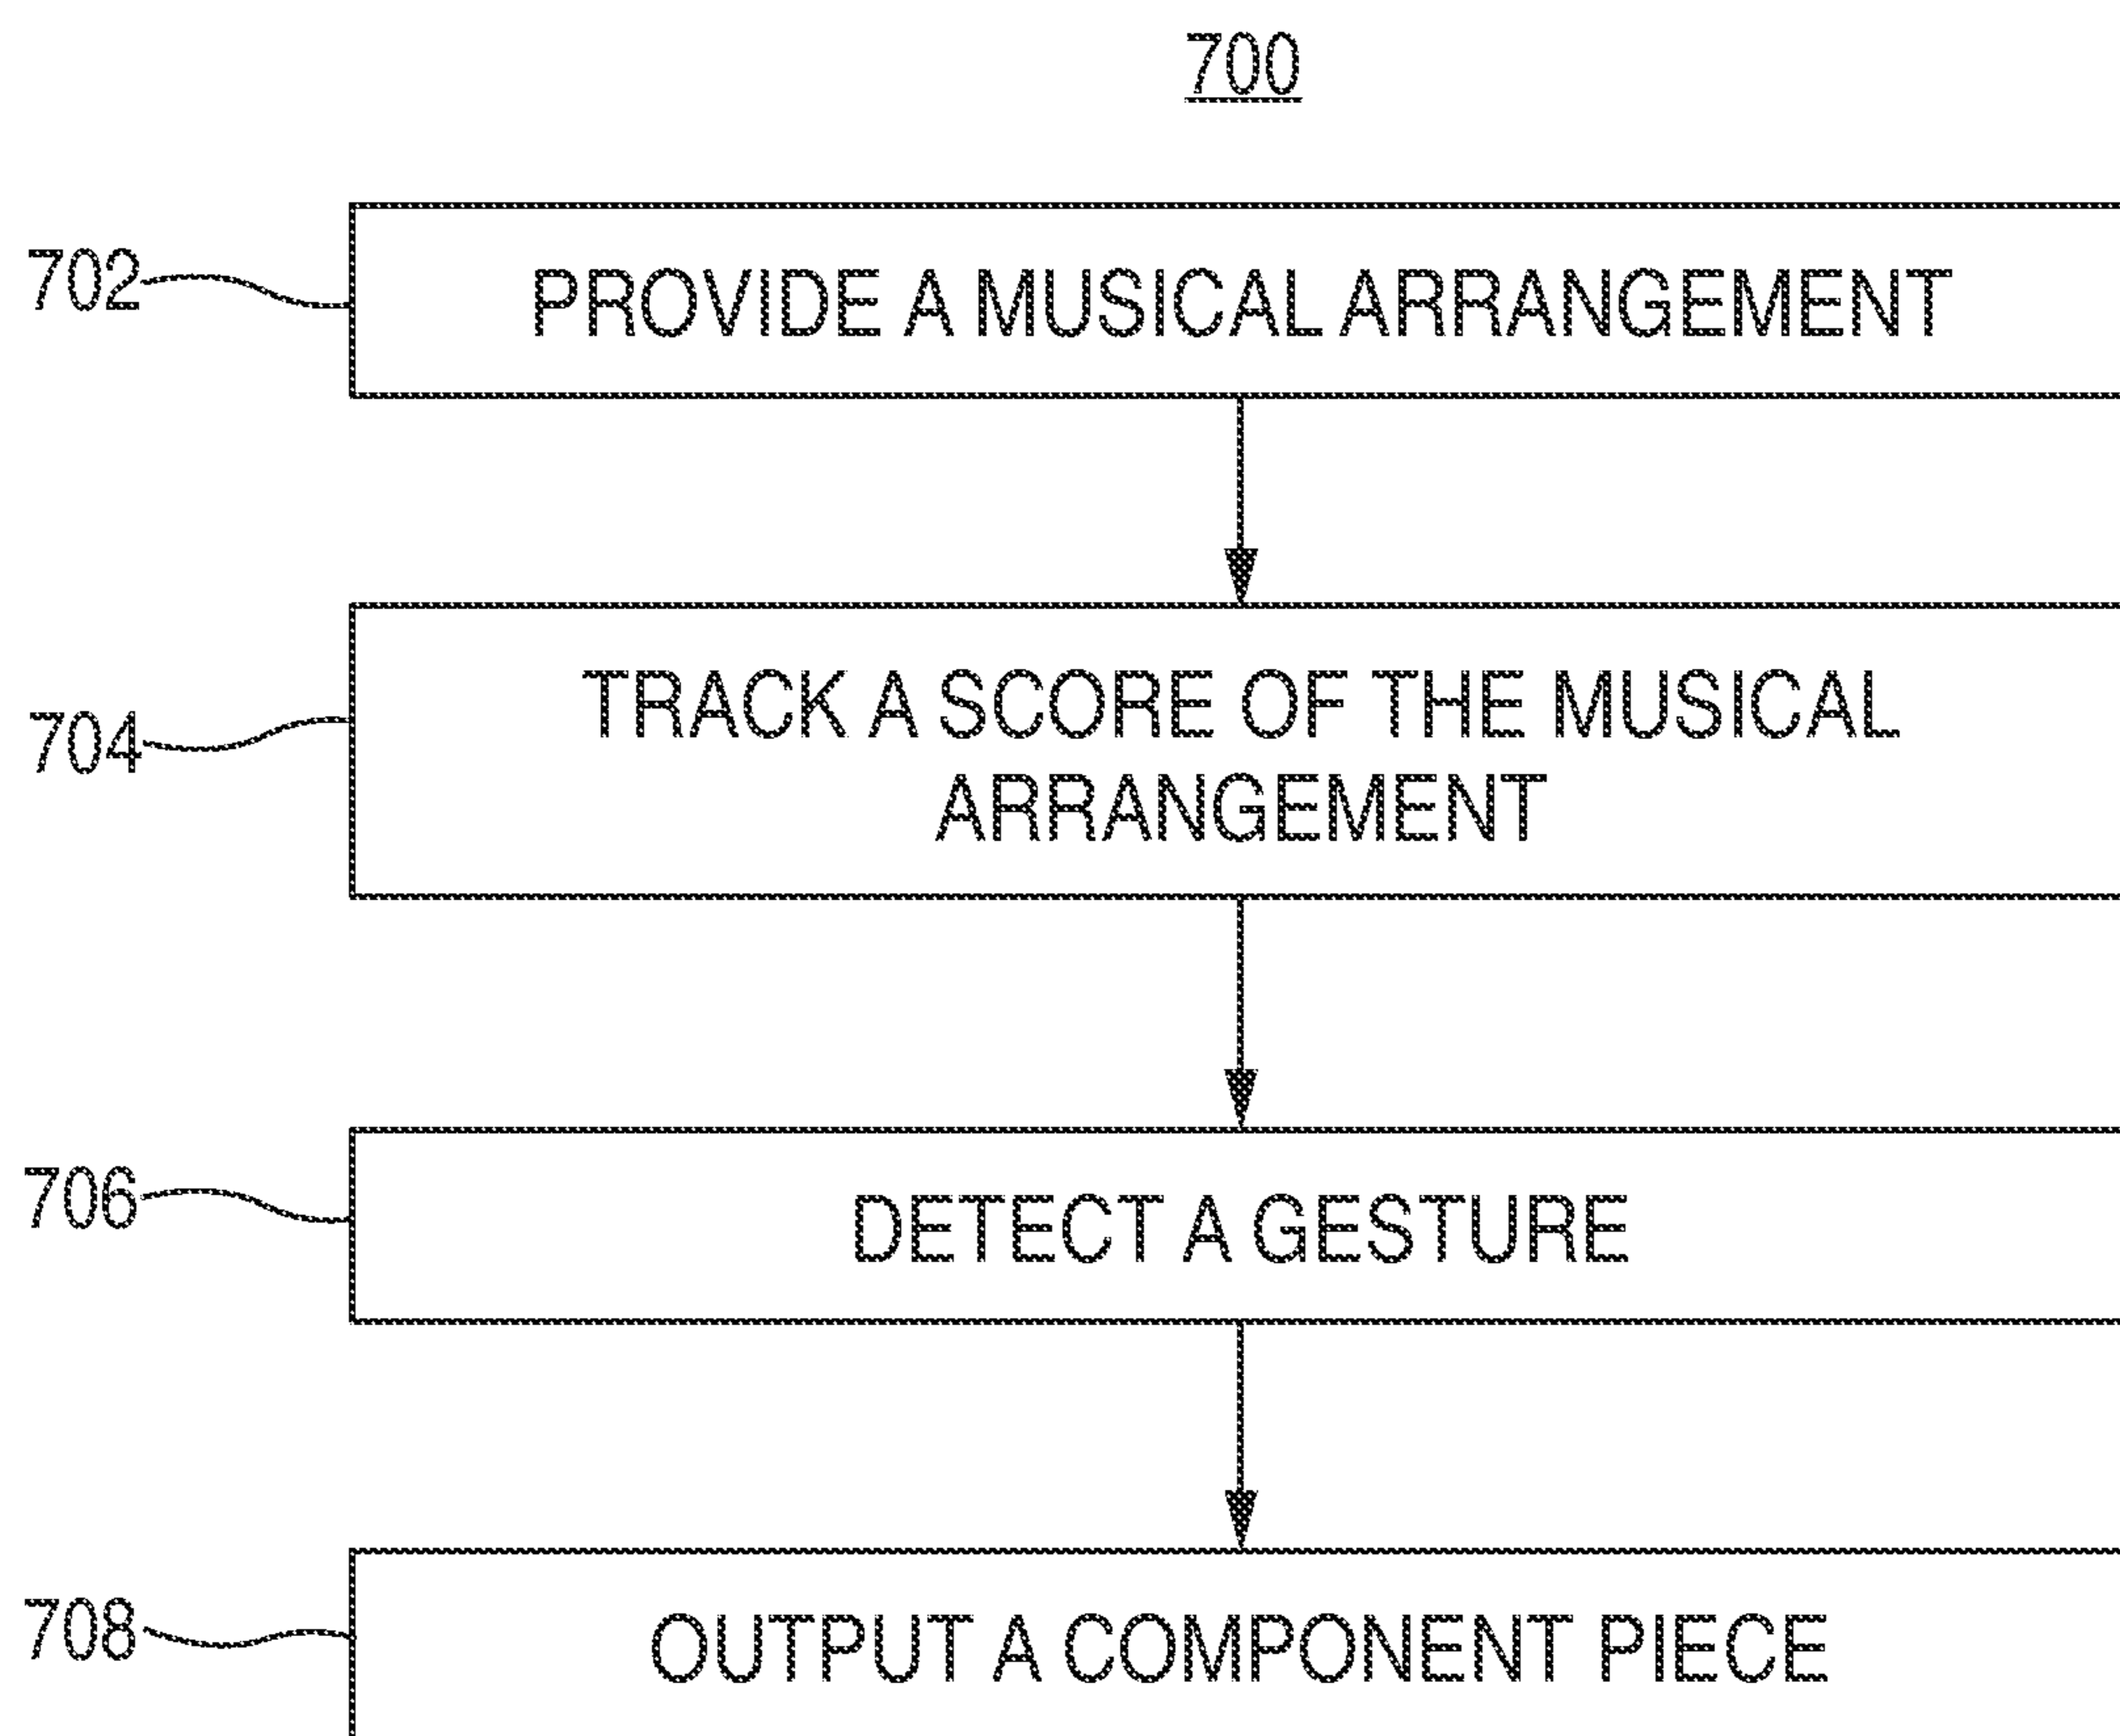 700
702
PROVIDE A MUSICAL ARRANGEMENT
704
TRACK A SCORE OF THE MUSICAL
ARRANGEMENT
706
DETECT A GESTURE
708
OUTPUT A COMPONENT PIECE